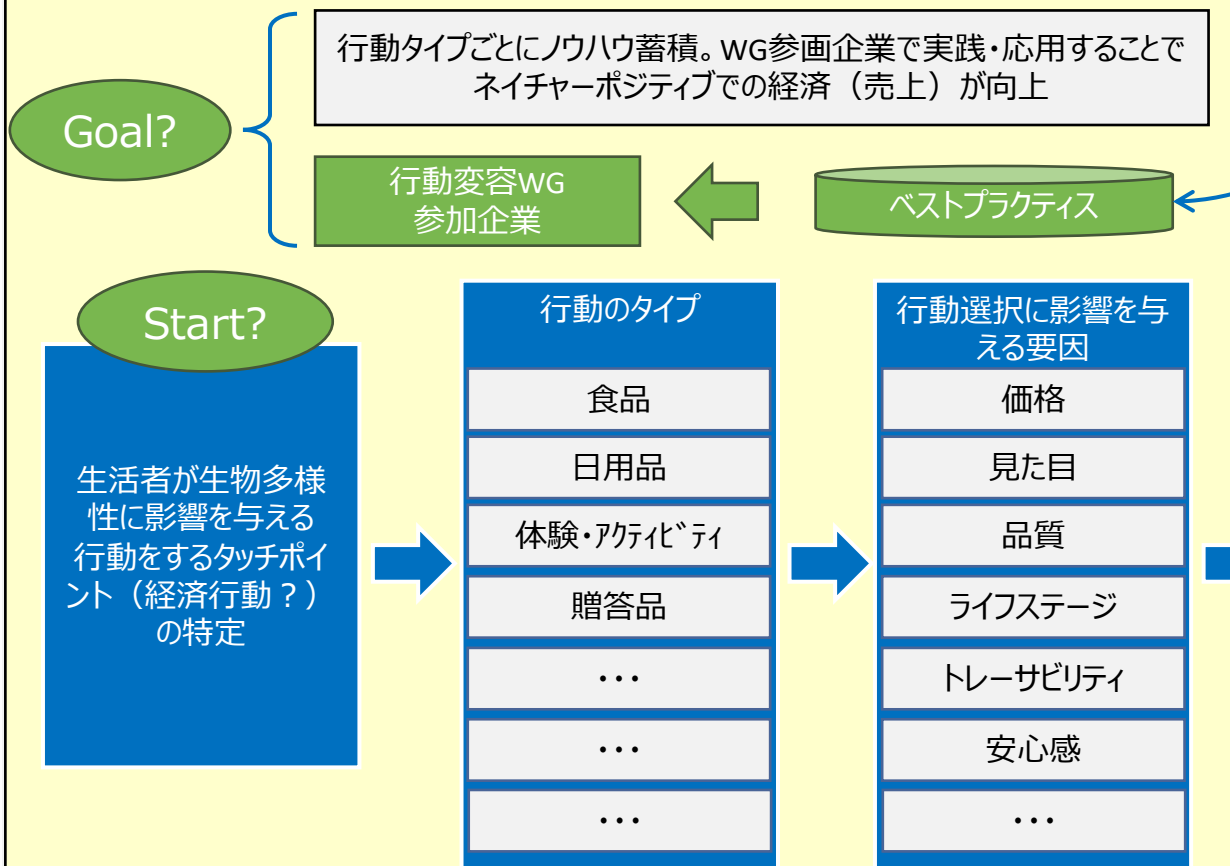 行動タイプごとにノウハウ蓄積。WG参画企業で実践・応用することで
ネイチャーポジティブでの経済（売上）が向上
Goal?
行動変容WG
参加企業
ベストプラクティス
Start?
生活者が生物多様
性に影響を与える
行動をするタッチポイ
ント（経済行動？）
の特定
行動のタイプ
食品
日用品
体験・ｱｸﾃｨﾋﾞﾃｨ
贈答品
・・・
・・・
・・・
行動選択に影響を与
える要因
価格
見た目
品質
ライフステージ
トレーサビリティ
安心感
・・・